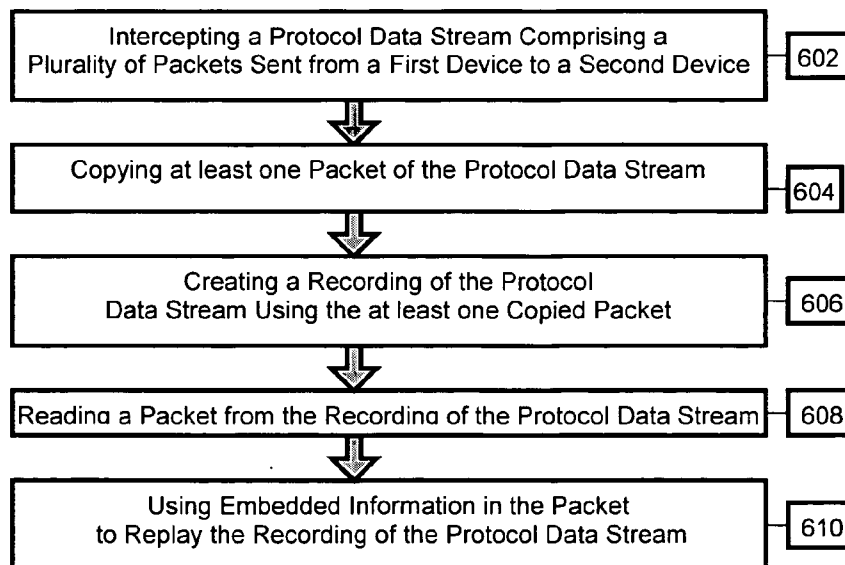 Intercepting a Protocol Data Stream Comprising a
Plurality of Packets Sent from a First Device to a Second Device
602
Copying at least one Packet of the Protocol Data Stream
604
Creating a Recording of the Protocol
Data Stream Using the at least one Copied Packet
606
Reading a Packet from the Recording of the Protocol Data Stream
608
Using Embedded Information in the Packet
to Replay the Recording of the Protocol Data Stream
610